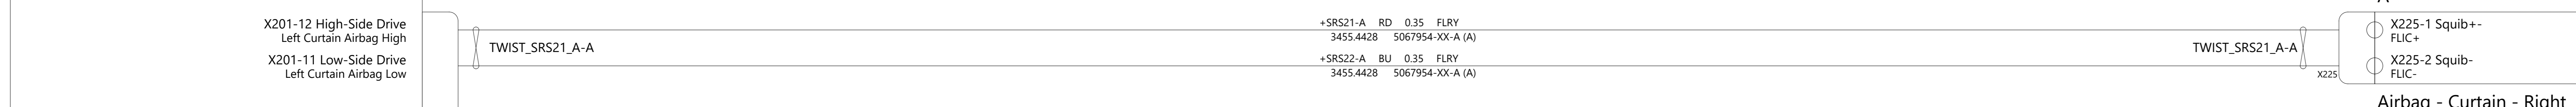 X201-12 High-Side Drive
Left Curtain Airbag High
X201-11 Low-Side Drive
Left Curtain Airbag Low
TWIST_SRS21_A-A
+SRS21-A RD 0.35 FLRY
3455.4428 5067954-XX-A (A)
+SRS22-A BU 0.35 FLRY
3455.4428 5067954-XX-A (A)
TWIST_SRS21_A-A
X225
X225-1 Squib+-
FLIC+
X225-2 Squib-
FLIC-
Airbag - Curtain - Right